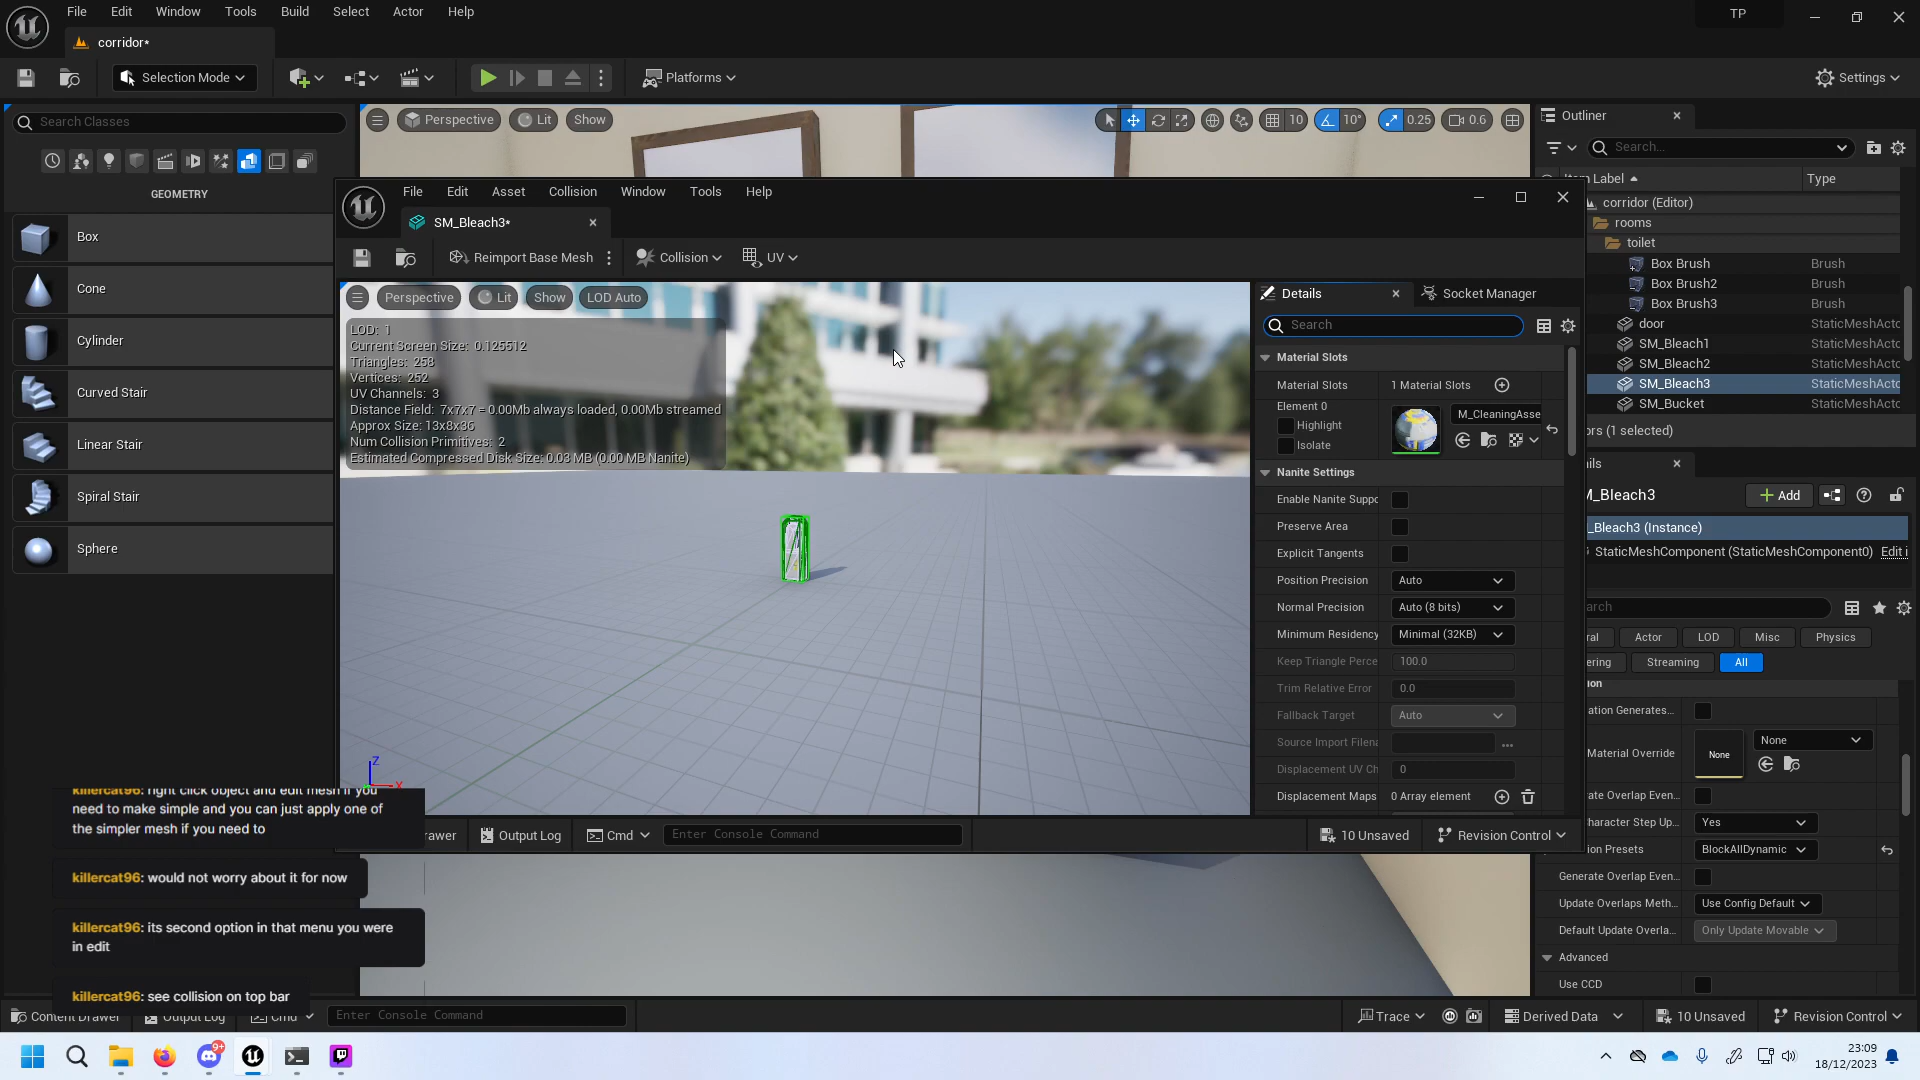 File Edit Window Tools Build Select Actor Help
TP
corridor*
Selection Mode
Platforms
Settings
Search Classes
GEOMETRY
Box
Cone
Cylinder
Curved Stair
Linear Stair
Spiral Stair
Sphere
Perspective Lit Show
10 10° 0.25 0.6
File Edit Asset Collision Window Tools Help
SM_Bleach3*
Reimport Base Mesh Collision UV
Perspective Lit Show LOD Auto
LOD: 1
Current Screen Size: 0.125512
Triangles: 258
Vertices: 252
UV Channels: 3
Distance Field: 7x7x7 = 0.00Mb always loaded, 0.00Mb streamed
Approx Size: 13x8x36
Num Collision Primitives: 2
Estimated Compressed Disk Size: 0.03 MB (0.00 MB Nanite)
Z
X
Details Socket Manager
Search
Material Slots
Material Slots 1 Material Slots
Element 0
Highlight
Isolate
M_CleaningAsse
Nanite Settings
Enable Nanite Suppo
Preserve Area
Explicit Tangents
Position Precision Auto
Normal Precision Auto (8 bits)
Minimum Residency Minimal (32KB)
Keep Triangle Perce 100.0
Trim Relative Error 0.0
Fallback Target Auto
Source Import Filena ...
Displacement UV Ch 0
Displacement Maps 0 Array element
rawer Output Log Cmd Enter Console Command 10 Unsaved Revision Control
Outliner
Search...
Item Label Type
corridor (Editor)
rooms
toilet
Box Brush Brush
Box Brush2 Brush
Box Brush3 Brush
door StaticMeshActo
SM_Bleach1 StaticMeshActo
SM_Bleach2 StaticMeshActo
SM_Bleach3 StaticMeshActo
SM_Bucket StaticMeshActo
ors (1 selected)
ils
M_Bleach3 Add
_Bleach3 (Instance)
StaticMeshComponent (StaticMeshComponent0) Edit i
arch
ral Actor LOD Misc Physics
ering Streaming All
ion
ation Generates...
Material Override None None
ate Overlap Even...
haracter Step Up... Yes
ion Presets BlockAllDynamic
Generate Overlap Even...
Update Overlaps Meth... Use Config Default
Default Update Overla... Only Update Movable
Advanced
Use CCD
killercat96: right click object and edit mesh if you
need to make simple and you can just apply one of
the simpler mesh if you need to
killercat96: would not worry about it for now
killercat96: its second option in that menu you were
in edit
killercat96: see collision on top bar
Content Drawer Output Log Cmd Enter Console Command Trace Derived Data 10 Unsaved Revision Control
9+
23:09
18/12/2023